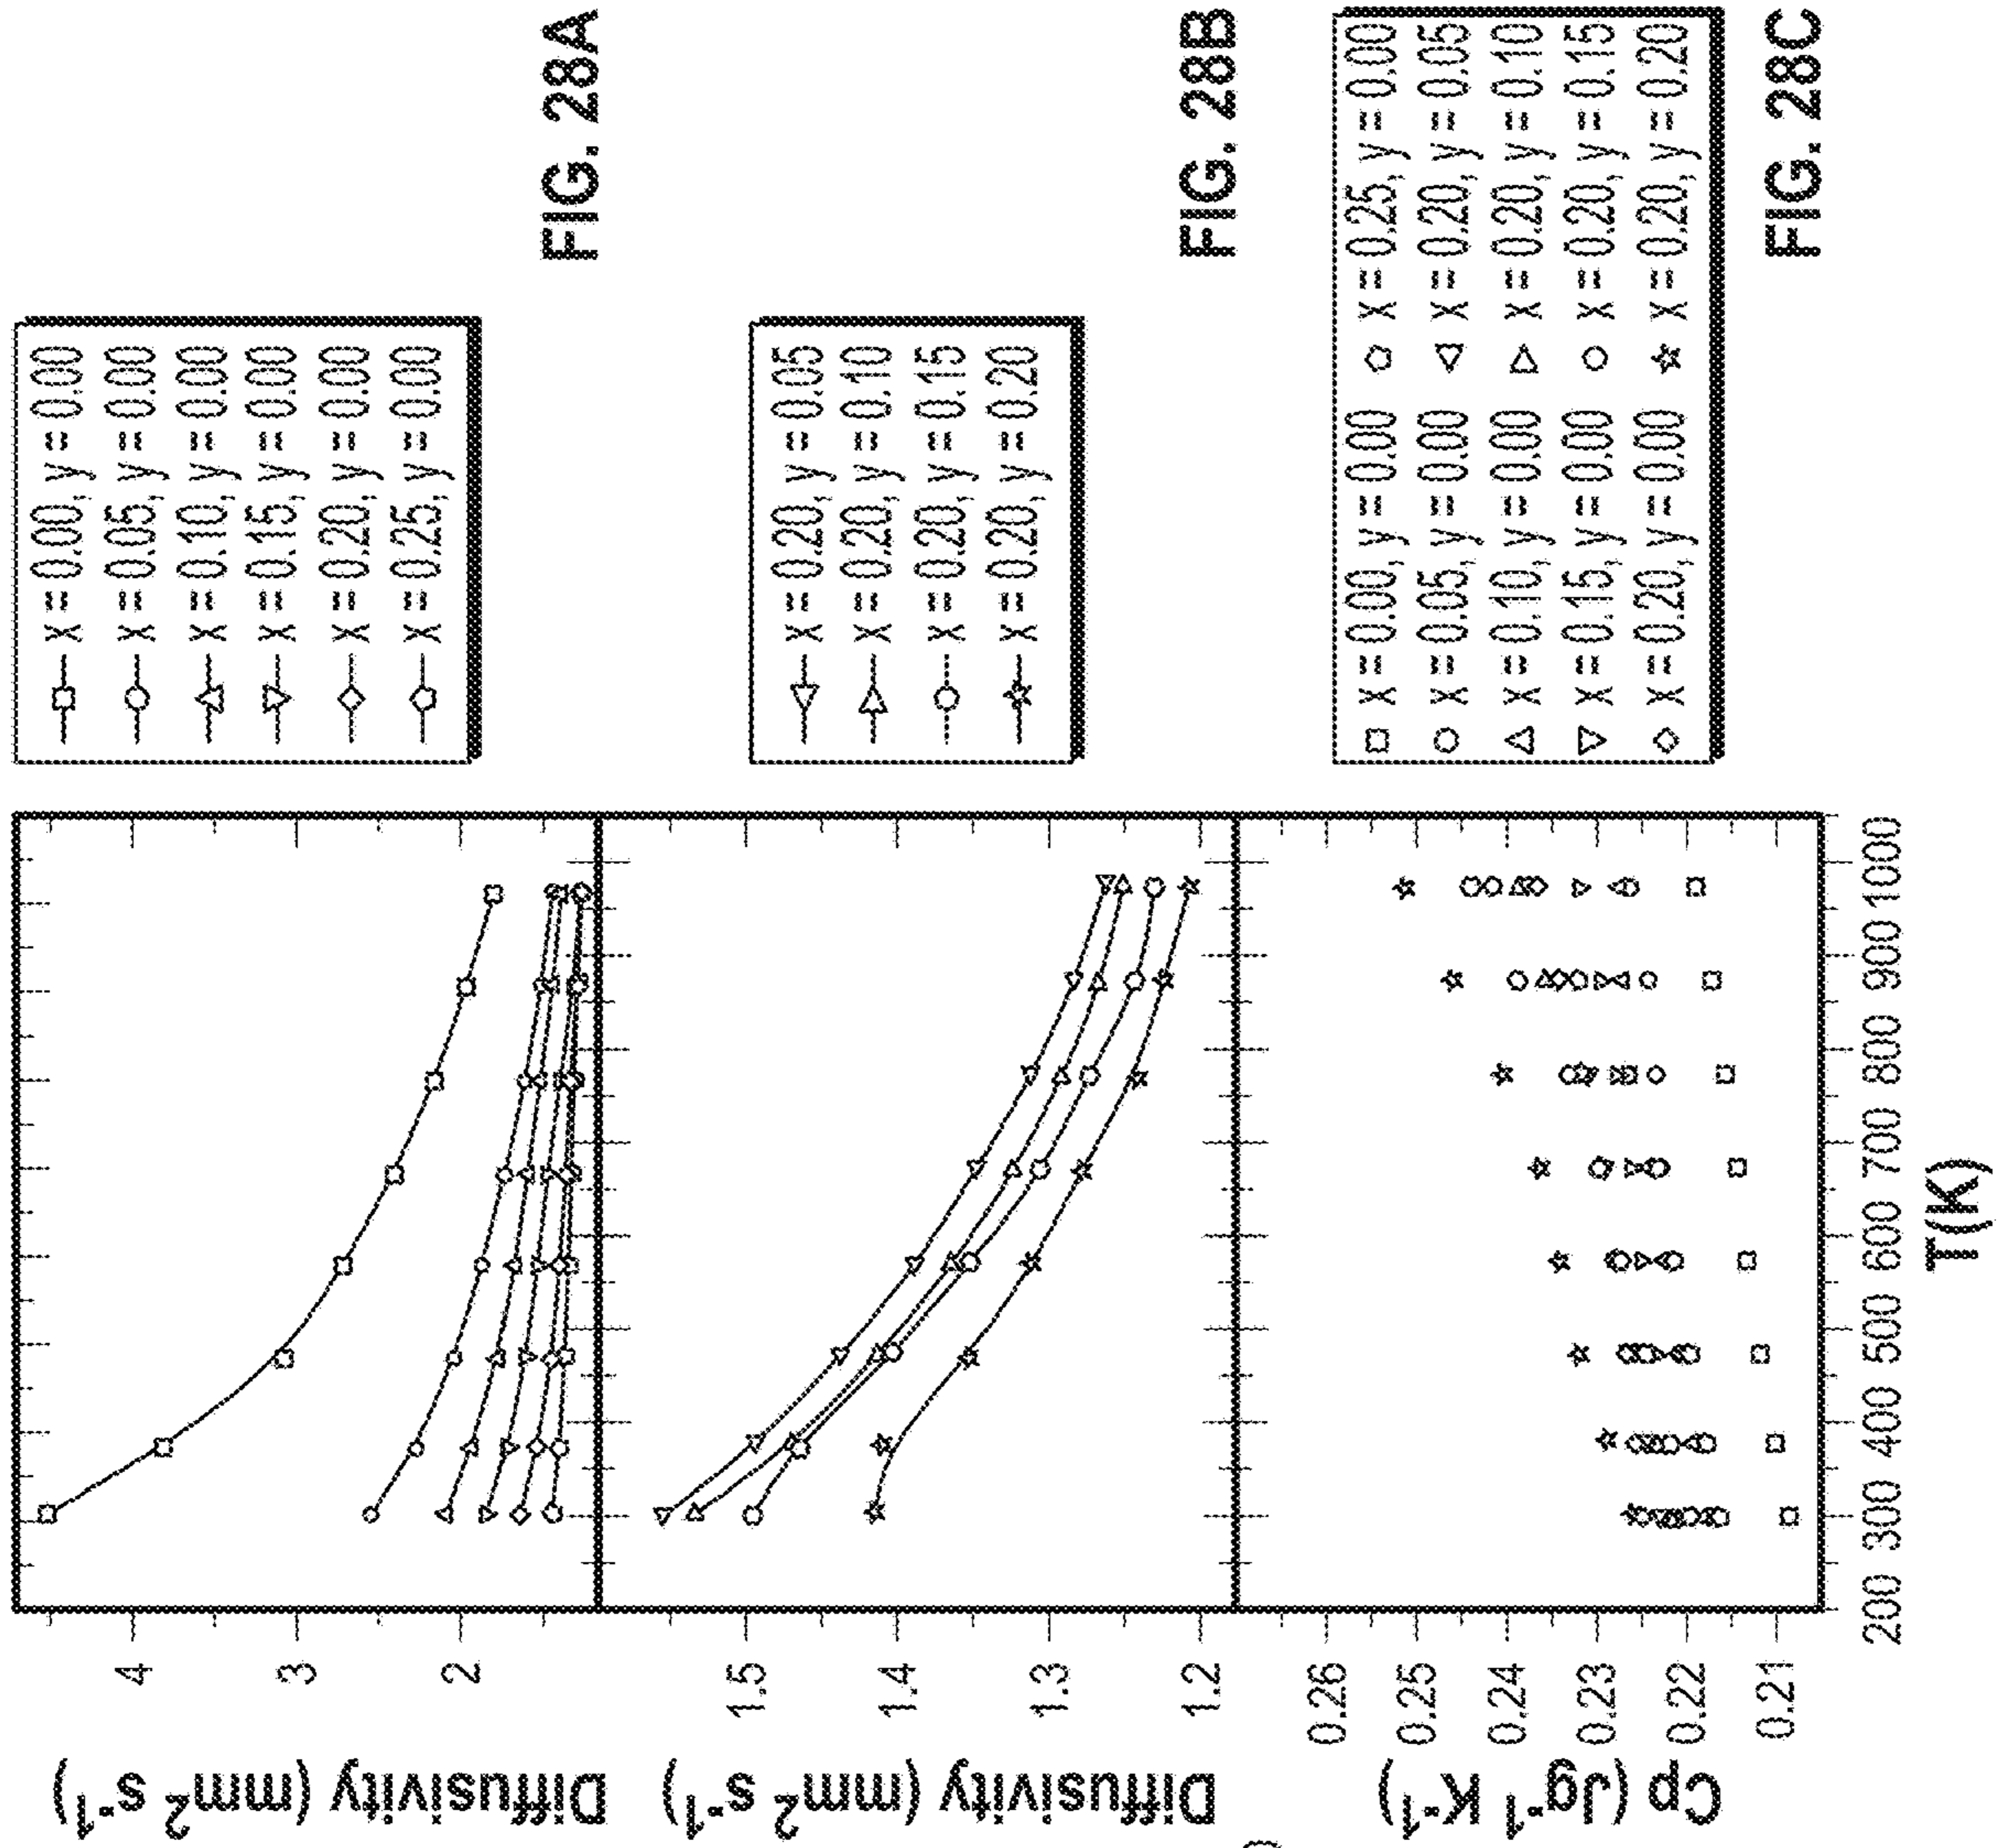 Diffusivity (mm² s⁻¹)
4
3
2
x = 0.00, y = 0.00
x = 0.05, y = 0.00
x = 0.10, y = 0.00
x = 0.15, y = 0.00
x = 0.20, y = 0.00
x = 0.25, y = 0.00
FIG. 28A
Diffusivity (mm² s⁻¹)
1.5
1.4
1.3
1.2
x = 0.20, y = 0.05
x = 0.20, y = 0.10
x = 0.20, y = 0.15
x = 0.20, y = 0.20
FIG. 28B
Cp (Jg⁻¹ K⁻¹)
0.26
0.25
0.24
0.23
0.22
0.21
200 300 400 500 600 700 800 900 1000
T(K)
x = 0.00, y = 0.00 x = 0.25, y = 0.00
x = 0.05, y = 0.00 x = 0.20, y = 0.05
x = 0.10, y = 0.00 x = 0.20, y = 0.10
x = 0.15, y = 0.00 x = 0.20, y = 0.15
x = 0.20, y = 0.00 x = 0.20, y = 0.20
FIG. 28C